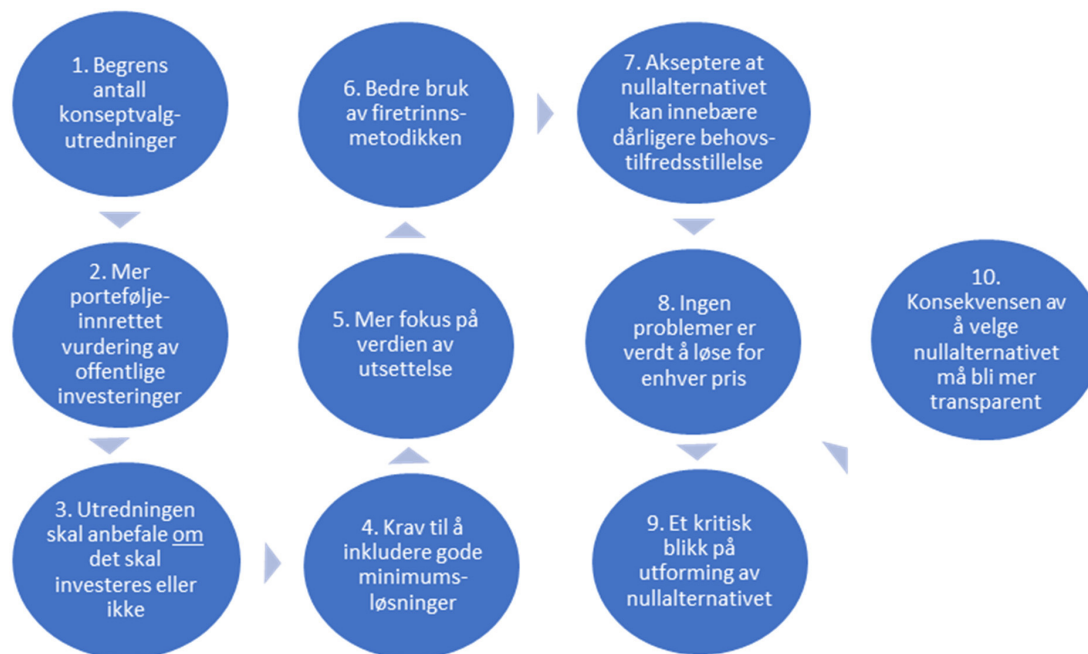 1. Begrens
antall
konseptvalg-
utredninger
2. Mer
portefølje-
innrettet
vurdering av
offentlige
investeringer
3. Utredningen
skal anbefale om
det skal
investeres eller
ikke
4. Krav til å
inkludere gode
minimums-
løsninger
5. Mer fokus på
verdien av
utsettelse
6. Bedre bruk
av firetrinns-
metodikken
7. Akseptere at
nullalternativet
kan innebære
dårligere behovs-
tilfredsstillelse
8. Ingen
problemer er
verdt å løse for
enhver pris
9. Et kritisk
blikk på
utforming av
nullalternativet
10.
Konsekvensen av
å velge
nullalternativet
må bli mer
transparent